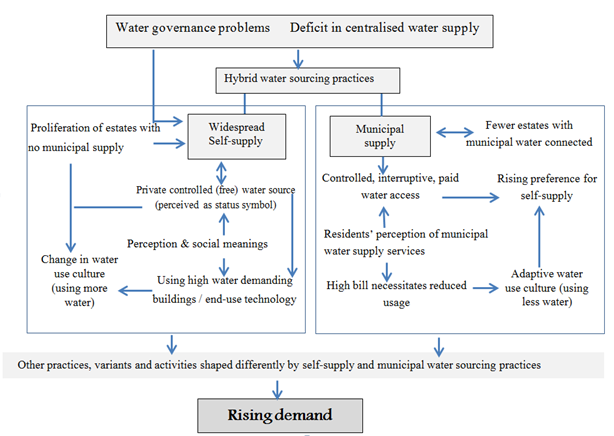 Water governance problems Deficit in centralised water supply
Hybrid water sourcing practices
Proliferation of estates with
no municipal supply
Widespread
Self-supply
Private controlled (free) water source
(perceived as status symbol)
Perception & social meanings
Change in water
use culture
(using more
water)
Using high water demanding
buildings / end-use technology
Municipal
supply
Fewer estates with
municipal water connected
Controlled, interruptive, paid
water access
Rising preference for
self-supply
Residents' perception of municipal
water supply services
High bill necessitates reduced
usage
Adaptive water
use culture (using
less water)
Other practices, variants and activities shaped differently by self-supply and municipal water sourcing practices
Rising demand